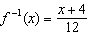 f⁻¹(x) = (x + 4)/12